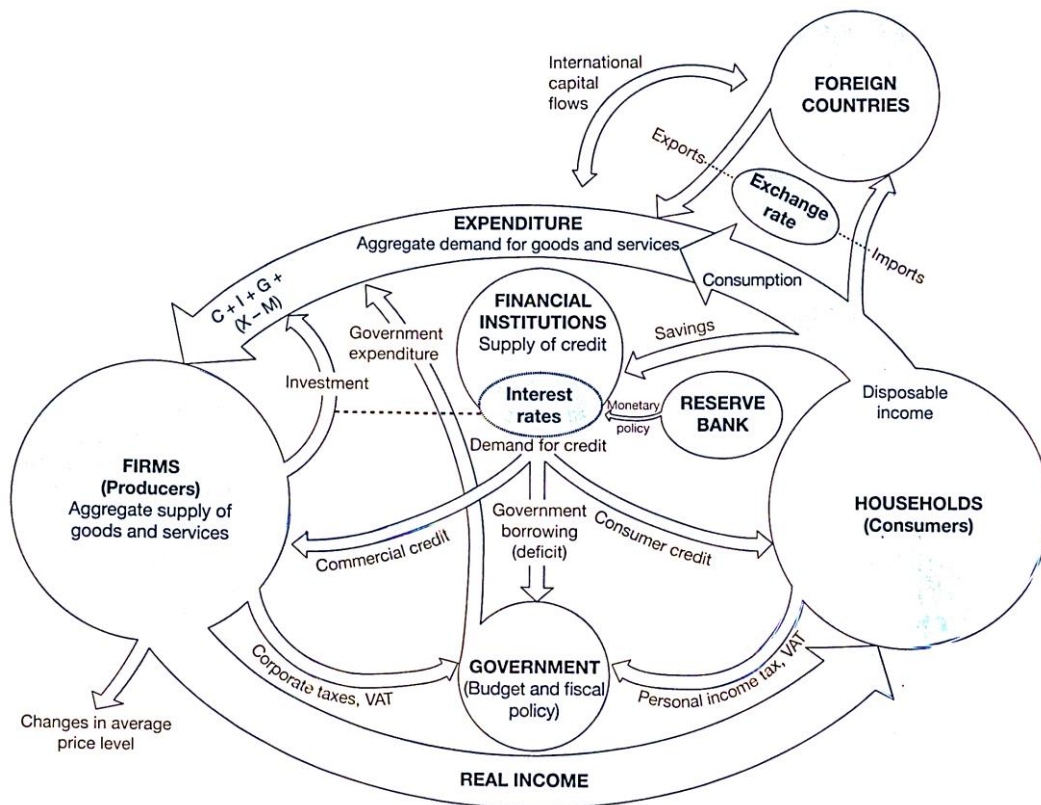 International
capital
flows
FOREIGN
COUNTRIES
Exports
Exchange
rate
Imports
EXPENDITURE
Aggregate demand for goods and services
Consumption
C + I + G +
(X – M)
FINANCIAL
INSTITUTIONS
Supply of credit
Government
expenditure
Savings
Investment
Interest
rates
Monetary
policy
RESERVE
BANK
Disposable
income
Demand for credit
FIRMS
(Producers)
Aggregate supply of
goods and services
HOUSEHOLDS
(Consumers)
Commercial credit
Government
borrowing
(deficit)
Consumer credit
Corporate taxes, VAT
GOVERNMENT
(Budget and fiscal
policy)
Personal income tax, VAT
Changes in average
price level
REAL INCOME